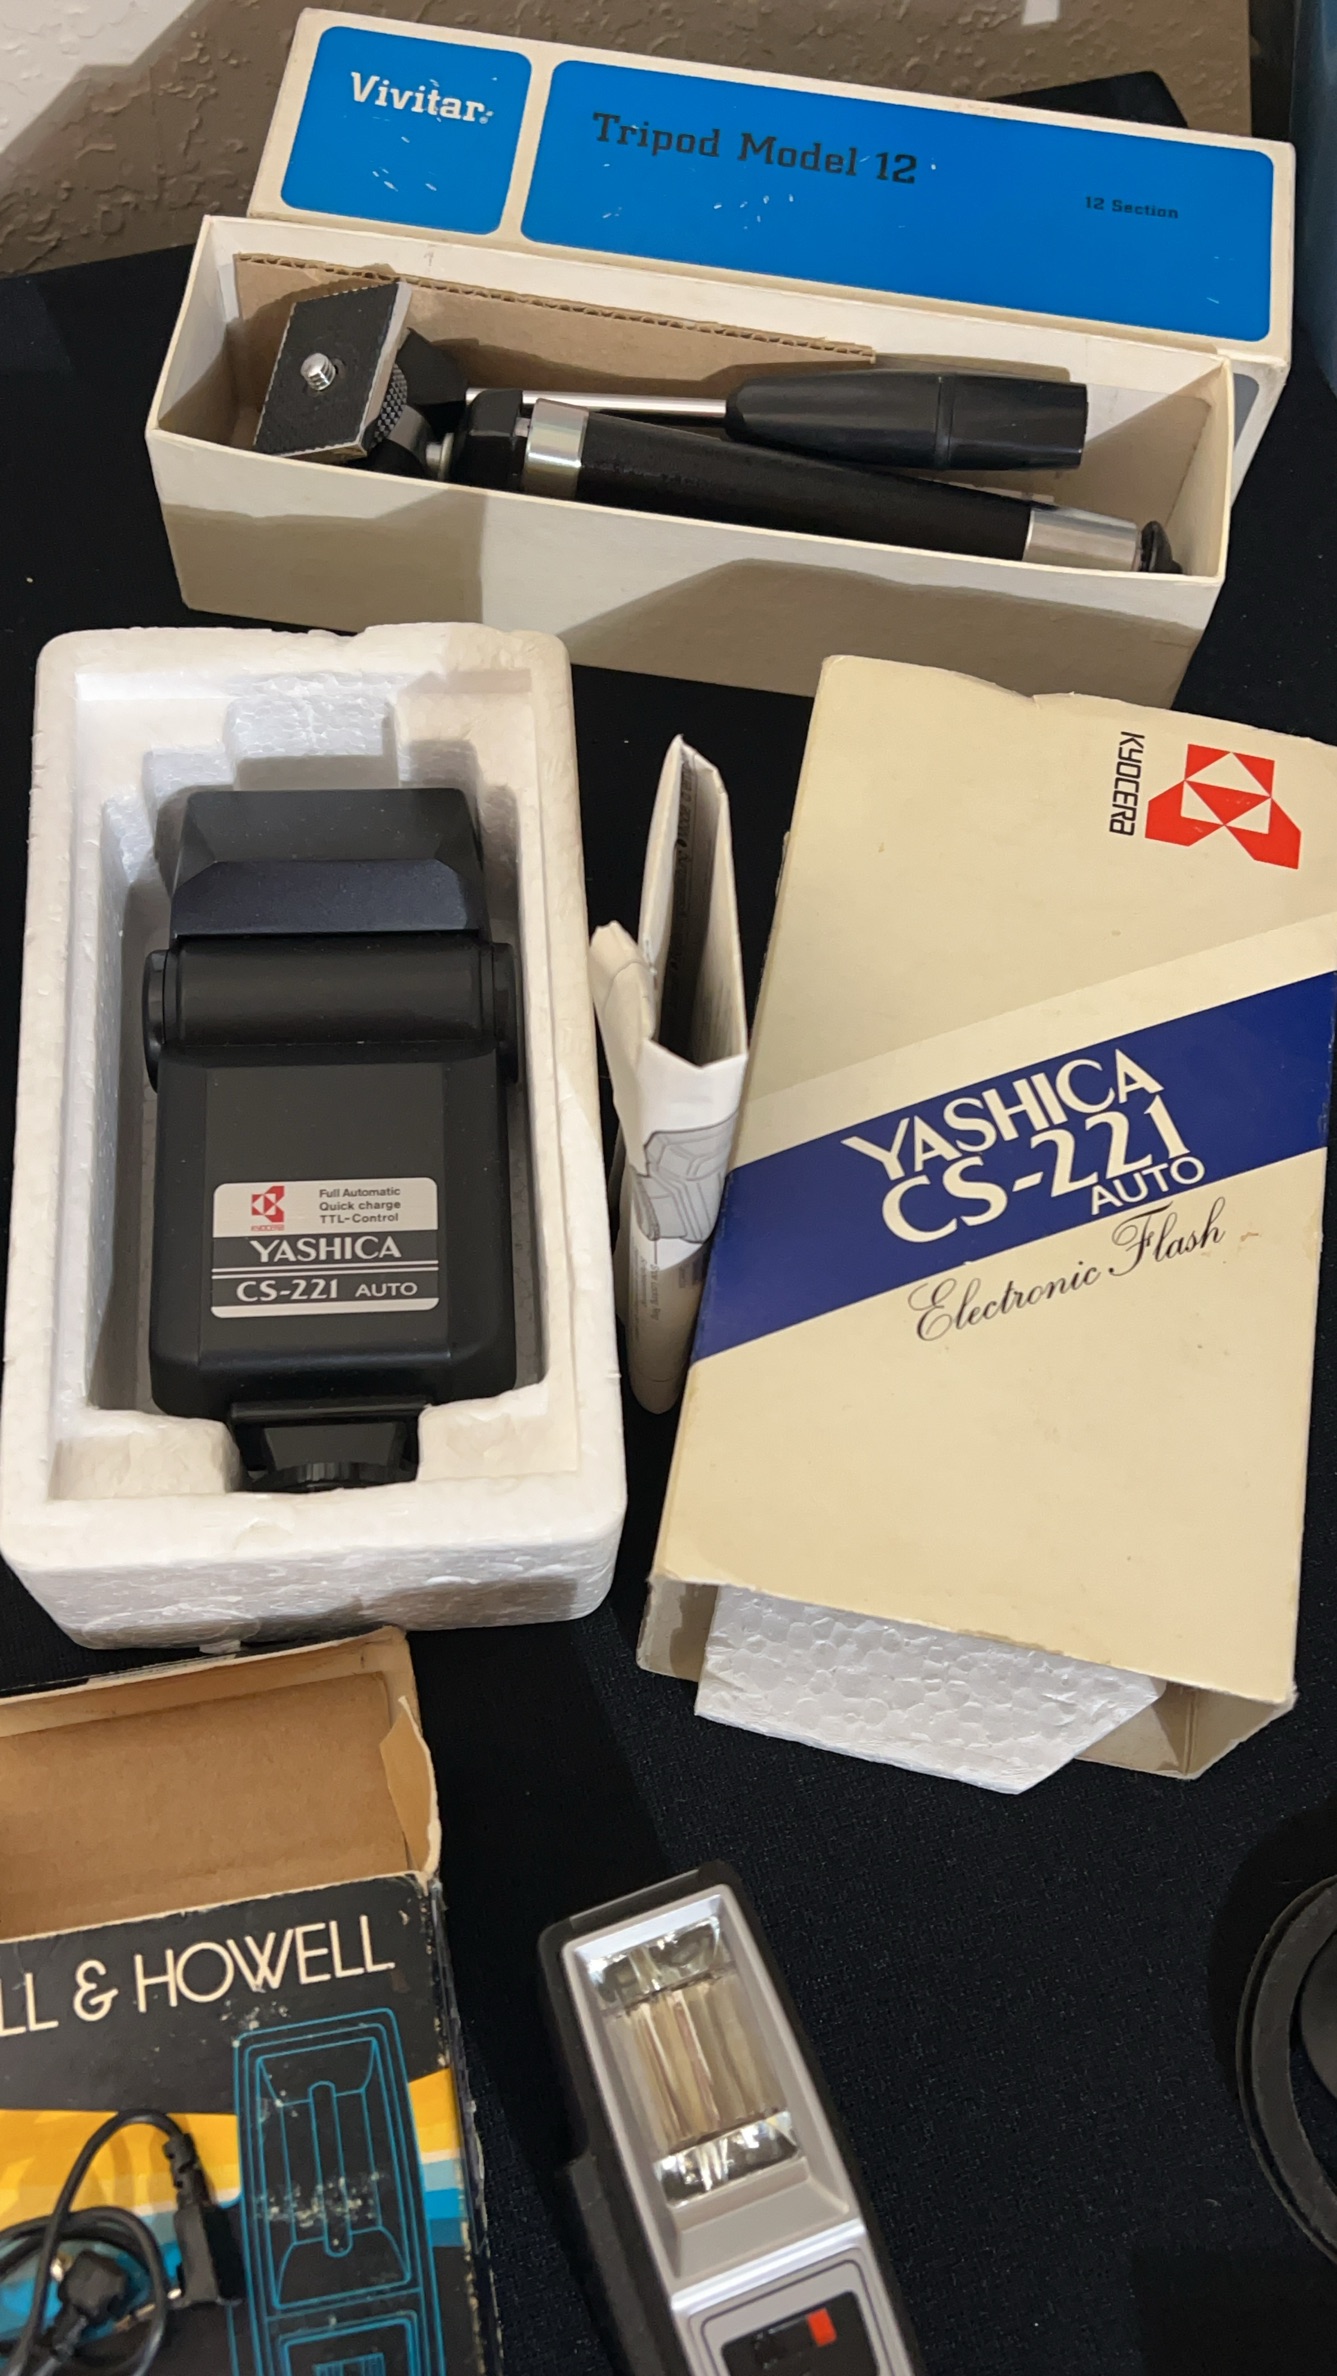 Vivitar®
Tripod Model 12
12 Section
KYOCERA
YASHICA
CS-221
AUTO
Electronic Flash
KYOCERA
Full Automatic
Quick charge
TTL-Control
YASHICA
CS-221 AUTO
LL & HOWELL